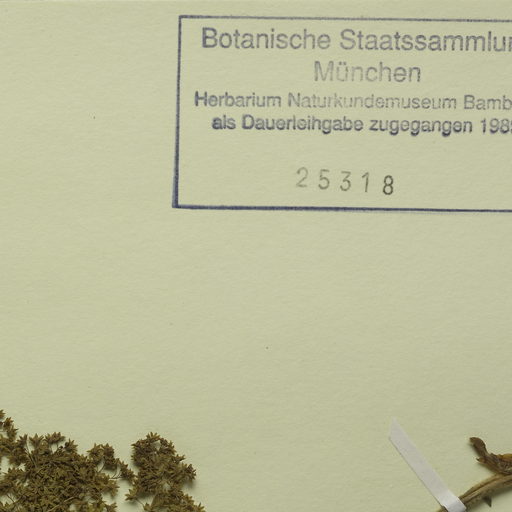 Botanische Staatssammlun
München
Herbarium Naturkundemuseum Bamb
als Dauerleihgabe zugegangen 198
25318